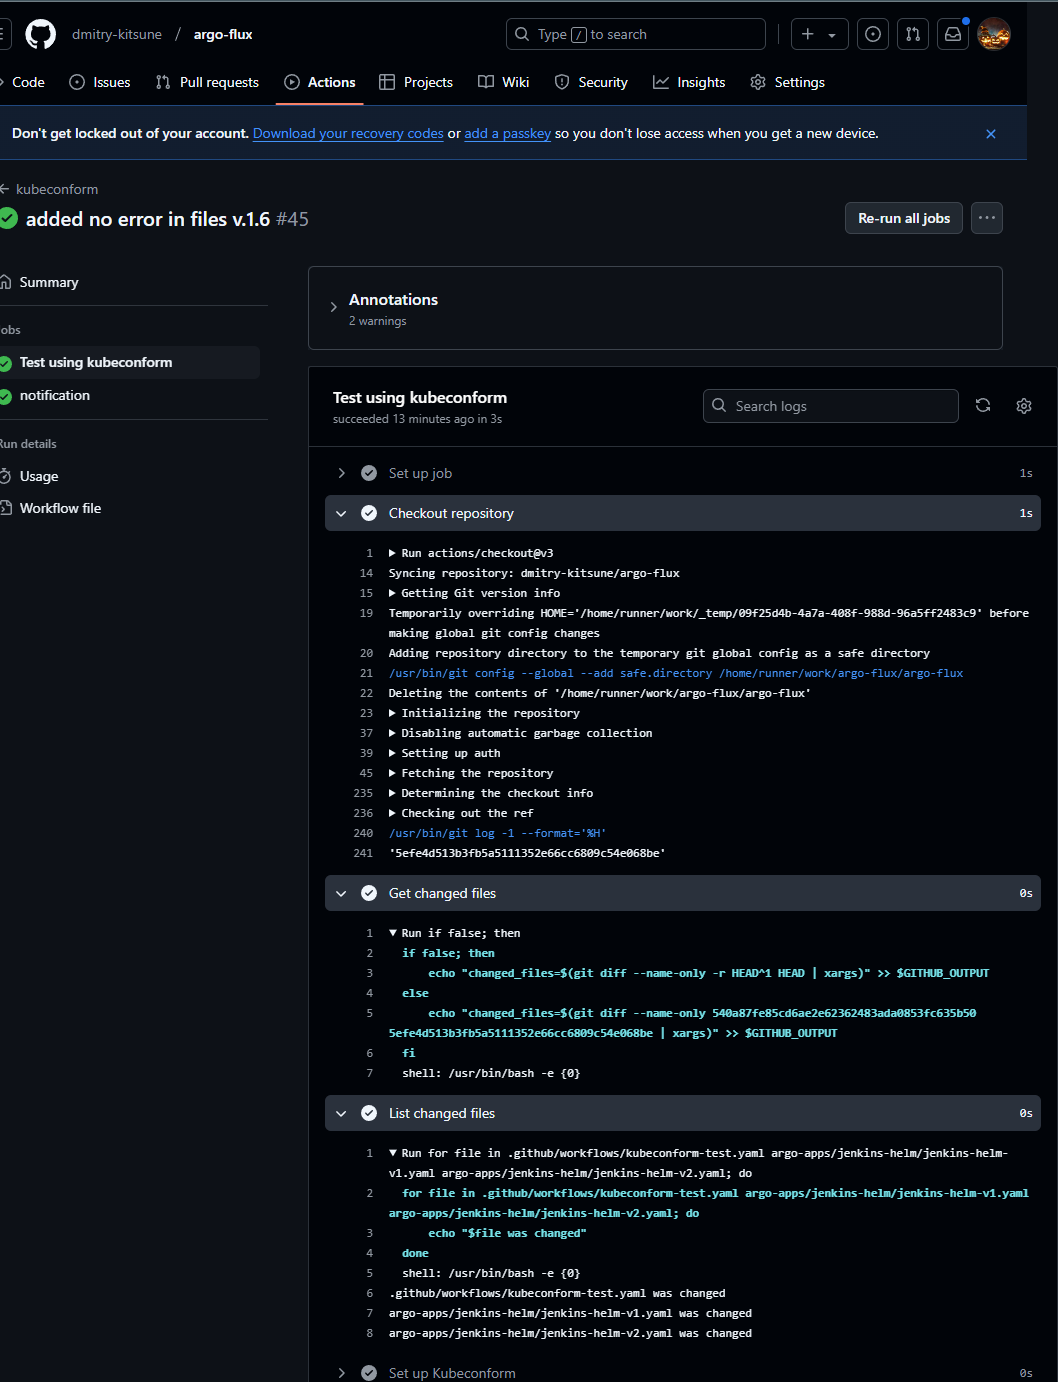 dmitry-kitsune / argo-flux
Type / to search
Code Issues Pull requests Actions Projects Wiki Security Insights Settings
Don't get locked out of your account. Download your recovery codes or add a passkey so you don't lose access when you get a new device.
kubeconform
added no error in files v.1.6 #45
Re-run all jobs
Summary
Annotations
2 warnings
obs
Test using kubeconform
notification
Run details
Usage
Workflow file
Test using kubeconform
succeeded 13 minutes ago in 3s
Search logs
Set up job 1s
Checkout repository 1s
1 Run actions/checkout@v3
14 Syncing repository: dmitry-kitsune/argo-flux
15 Getting Git version info
19 Temporarily overriding HOME='/home/runner/work/_temp/09f25d4b-4a7a-408f-988d-96a5ff2483c9' before
making global git config changes
20 Adding repository directory to the temporary git global config as a safe directory
21 /usr/bin/git config --global --add safe.directory /home/runner/work/argo-flux/argo-flux
22 Deleting the contents of '/home/runner/work/argo-flux/argo-flux'
23 Initializing the repository
37 Disabling automatic garbage collection
39 Setting up auth
45 Fetching the repository
235 Determining the checkout info
236 Checking out the ref
240 /usr/bin/git log -1 --format='%H'
241 '5efe4d513b3fb5a5111352e66cc6809c54e068be'
Get changed files 0s
1 Run if false; then
2 if false; then
3 echo "changed_files=$(git diff --name-only -r HEAD^1 HEAD | xargs)" >> $GITHUB_OUTPUT
4 else
5 echo "changed_files=$(git diff --name-only 540a87fe85cd6ae2e62362483ada0853fc635b50
5efe4d513b3fb5a5111352e66cc6809c54e068be | xargs)" >> $GITHUB_OUTPUT
6 fi
7 shell: /usr/bin/bash -e {0}
List changed files 0s
1 Run for file in .github/workflows/kubeconform-test.yaml argo-apps/jenkins-helm/jenkins-helm-
v1.yaml argo-apps/jenkins-helm/jenkins-helm-v2.yaml; do
2 for file in .github/workflows/kubeconform-test.yaml argo-apps/jenkins-helm/jenkins-helm-v1.yaml
argo-apps/jenkins-helm/jenkins-helm-v2.yaml; do
3 echo "$file was changed"
4 done
5 shell: /usr/bin/bash -e {0}
6 .github/workflows/kubeconform-test.yaml was changed
7 argo-apps/jenkins-helm/jenkins-helm-v1.yaml was changed
8 argo-apps/jenkins-helm/jenkins-helm-v2.yaml was changed
Set up Kubeconform 0s